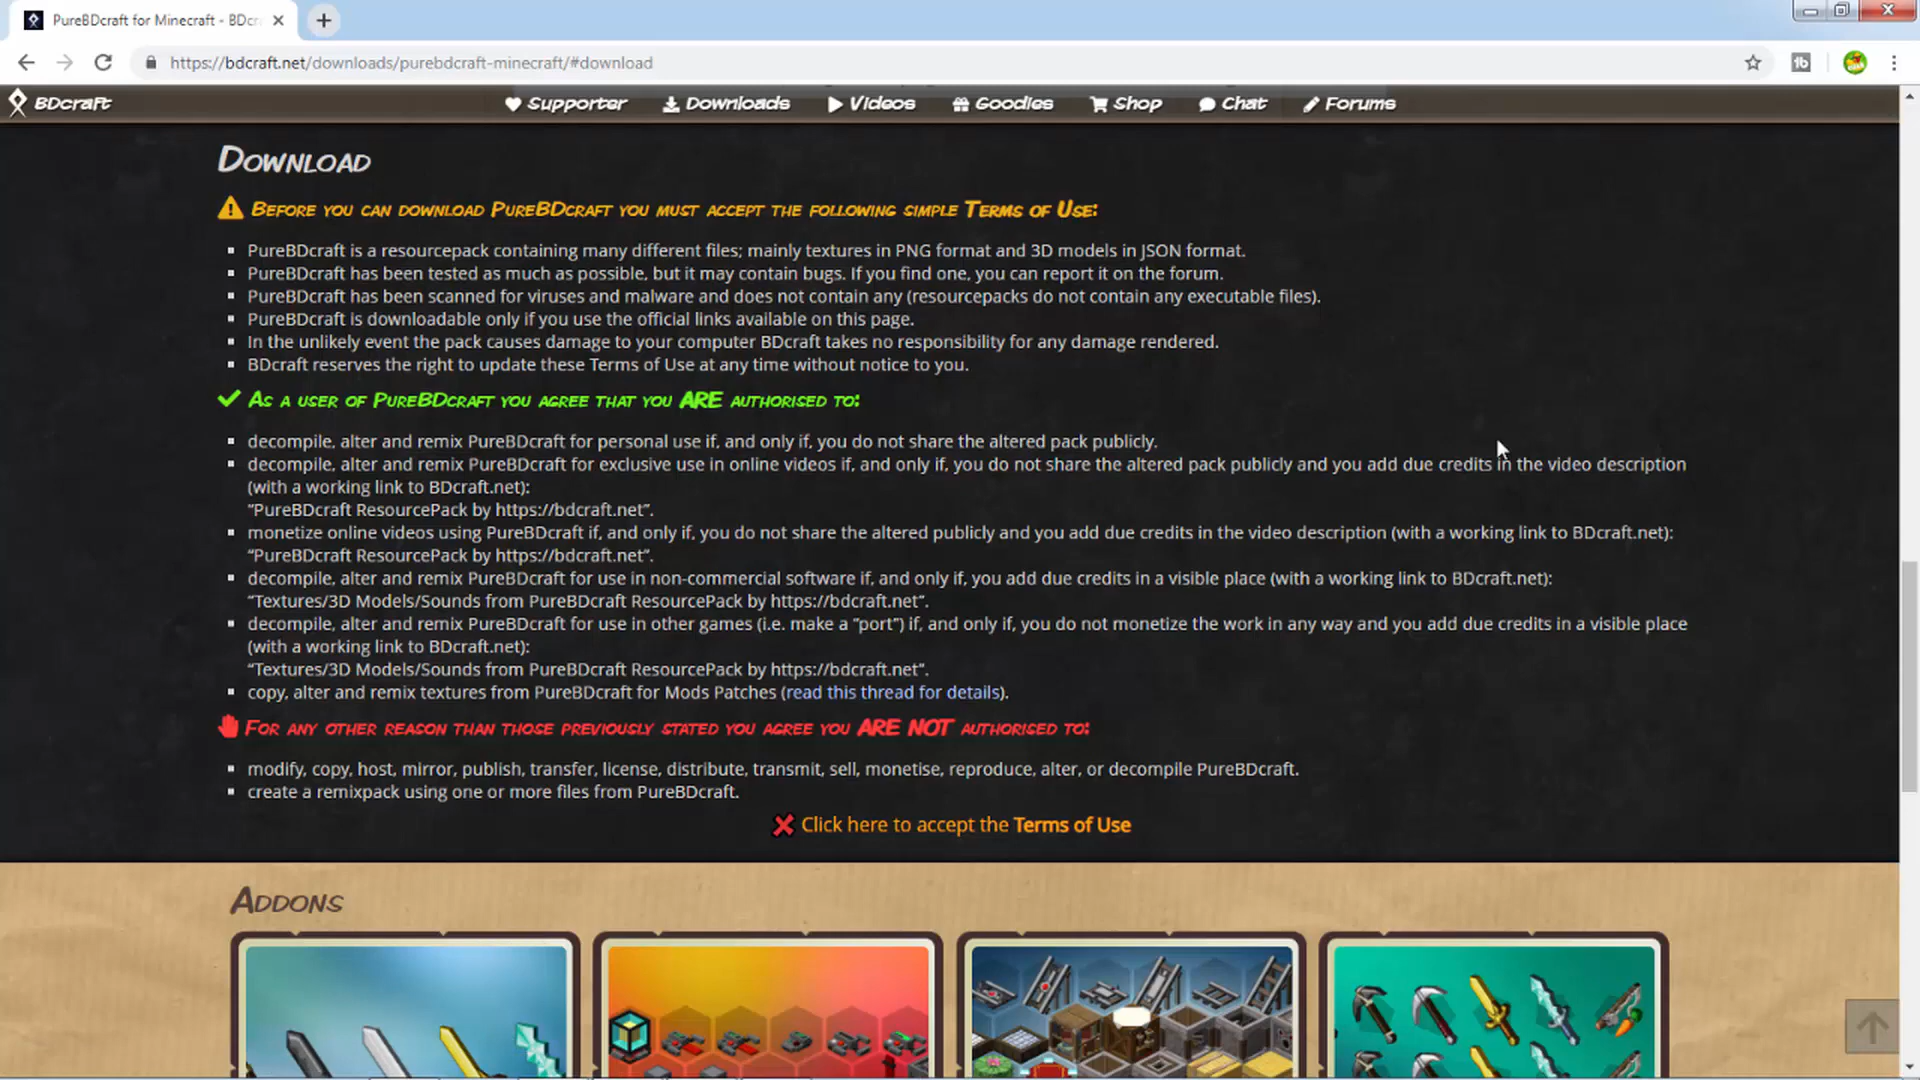 PureBDcraft for Minecraft - BDcr
https://bdcraft.net/downloads/purebdcraft-minecraft/#download
BDcraft Supporter Downloads Videos Goodies Shop Chat Forums
Download
Before you can download PureBDcraft you must accept the following simple Terms of Use:
PureBDcraft is a resourcepack containing many different files; mainly textures in PNG format and 3D models in JSON format.
PureBDcraft has been tested as much as possible, but it may contain bugs. If you find one, you can report it on the forum.
PureBDcraft has been scanned for viruses and malware and does not contain any (resourcepacks do not contain any executable files).
PureBDcraft is downloadable only if you use the official links available on this page.
In the unlikely event the pack causes damage to your computer BDcraft takes no responsibility for any damage rendered.
BDcraft reserves the right to update these Terms of Use at any time without notice to you.
As a user of PureBDcraft you agree that you ARE authorised to:
decompile, alter and remix PureBDcraft for personal use if, and only if, you do not share the altered pack publicly.
decompile, alter and remix PureBDcraft for exclusive use in online videos if, and only if, you do not share the altered pack publicly and you add due credits in the video description
(with a working link to BDcraft.net):
“PureBDcraft ResourcePack by https://bdcraft.net”.
monetize online videos using PureBDcraft if, and only if, you do not share the altered publicly and you add due credits in the video description (with a working link to BDcraft.net):
“PureBDcraft ResourcePack by https://bdcraft.net”.
decompile, alter and remix PureBDcraft for use in non-commercial software if, and only if, you add due credits in a visible place (with a working link to BDcraft.net):
“Textures/3D Models/Sounds from PureBDcraft ResourcePack by https://bdcraft.net”.
decompile, alter and remix PureBDcraft for use in other games (i.e. make a “port”) if, and only if, you do not monetize the work in any way and you add due credits in a visible place
(with a working link to BDcraft.net):
“Textures/3D Models/Sounds from PureBDcraft ResourcePack by https://bdcraft.net”.
copy, alter and remix textures from PureBDcraft for Mods Patches (read this thread for details).
For any other reason than those previously stated you agree you ARE NOT authorised to:
modify, copy, host, mirror, publish, transfer, license, distribute, transmit, sell, monetise, reproduce, alter, or decompile PureBDcraft.
create a remixpack using one or more files from PureBDcraft.
Click here to accept the Terms of Use
Addons